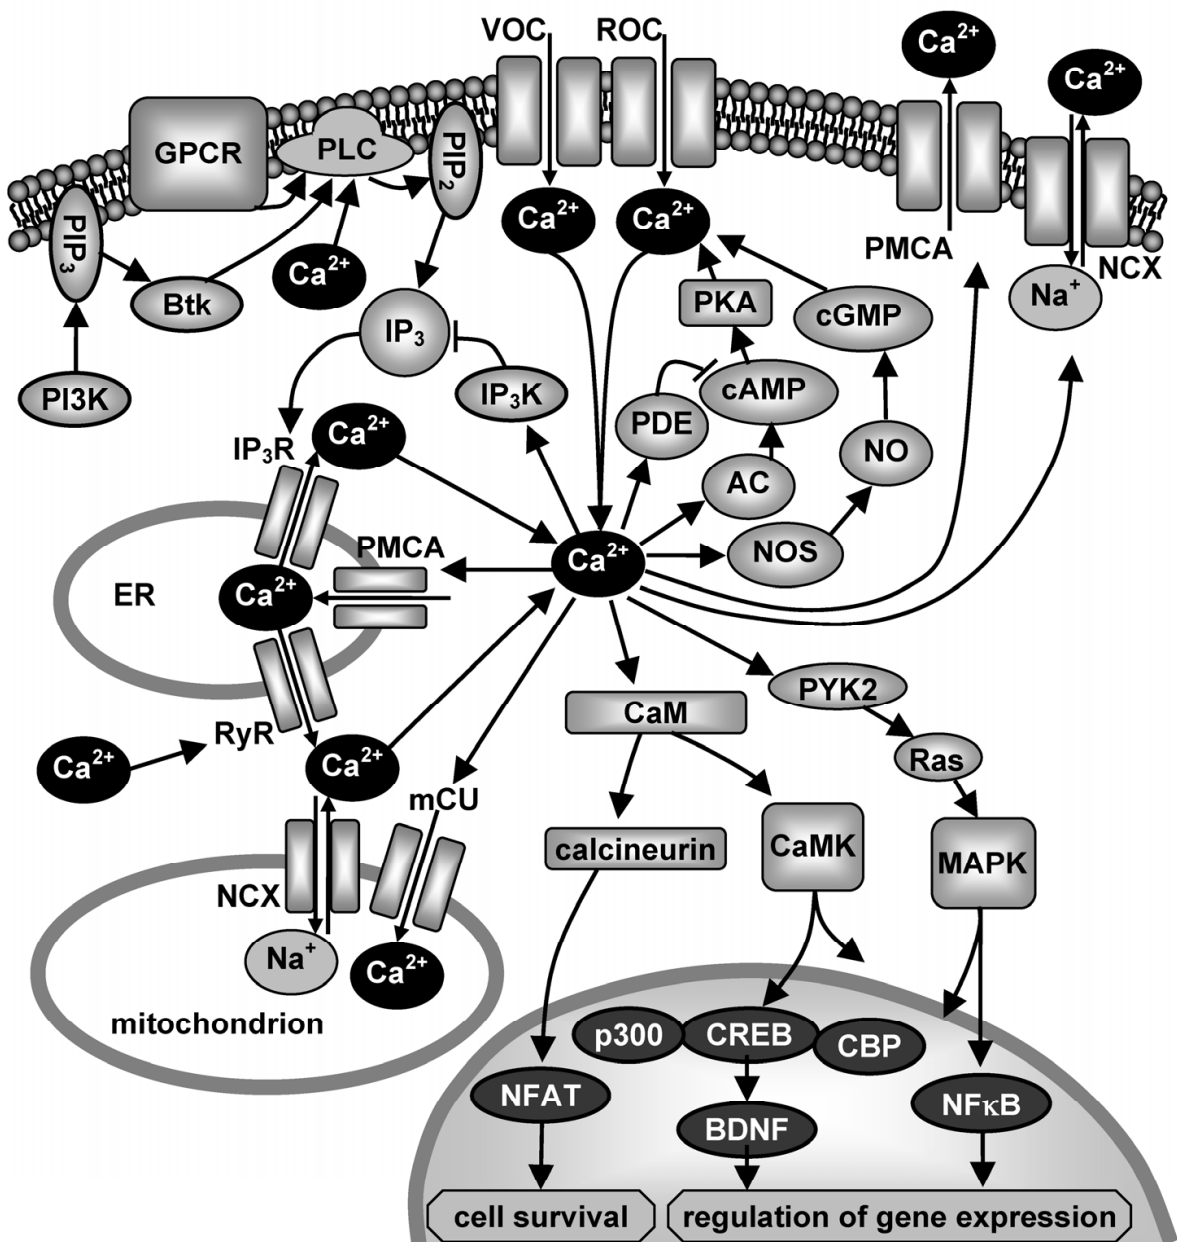 VOC
ROC
Ca2+
Ca2+
GPCR
PLC
PIP2
PIP3
Ca2+
Ca2+
Ca2+
PMCA
NCX
Btk
PKA
cGMP
Na+
IP3
PI3K
IP3K
PDE
cAMP
IP3R
Ca2+
AC
NO
PMCA
Ca2+
NOS
ER
Ca2+
CaM
PYK2
RyR
Ca2+
Ca2+
Ras
mCU
calcineurin
CaMK
MAPK
NCX
Na+
Ca2+
mitochondrion
p300
CREB
CBP
NFAT
BDNF
NFκB
cell survival
regulation of gene expression